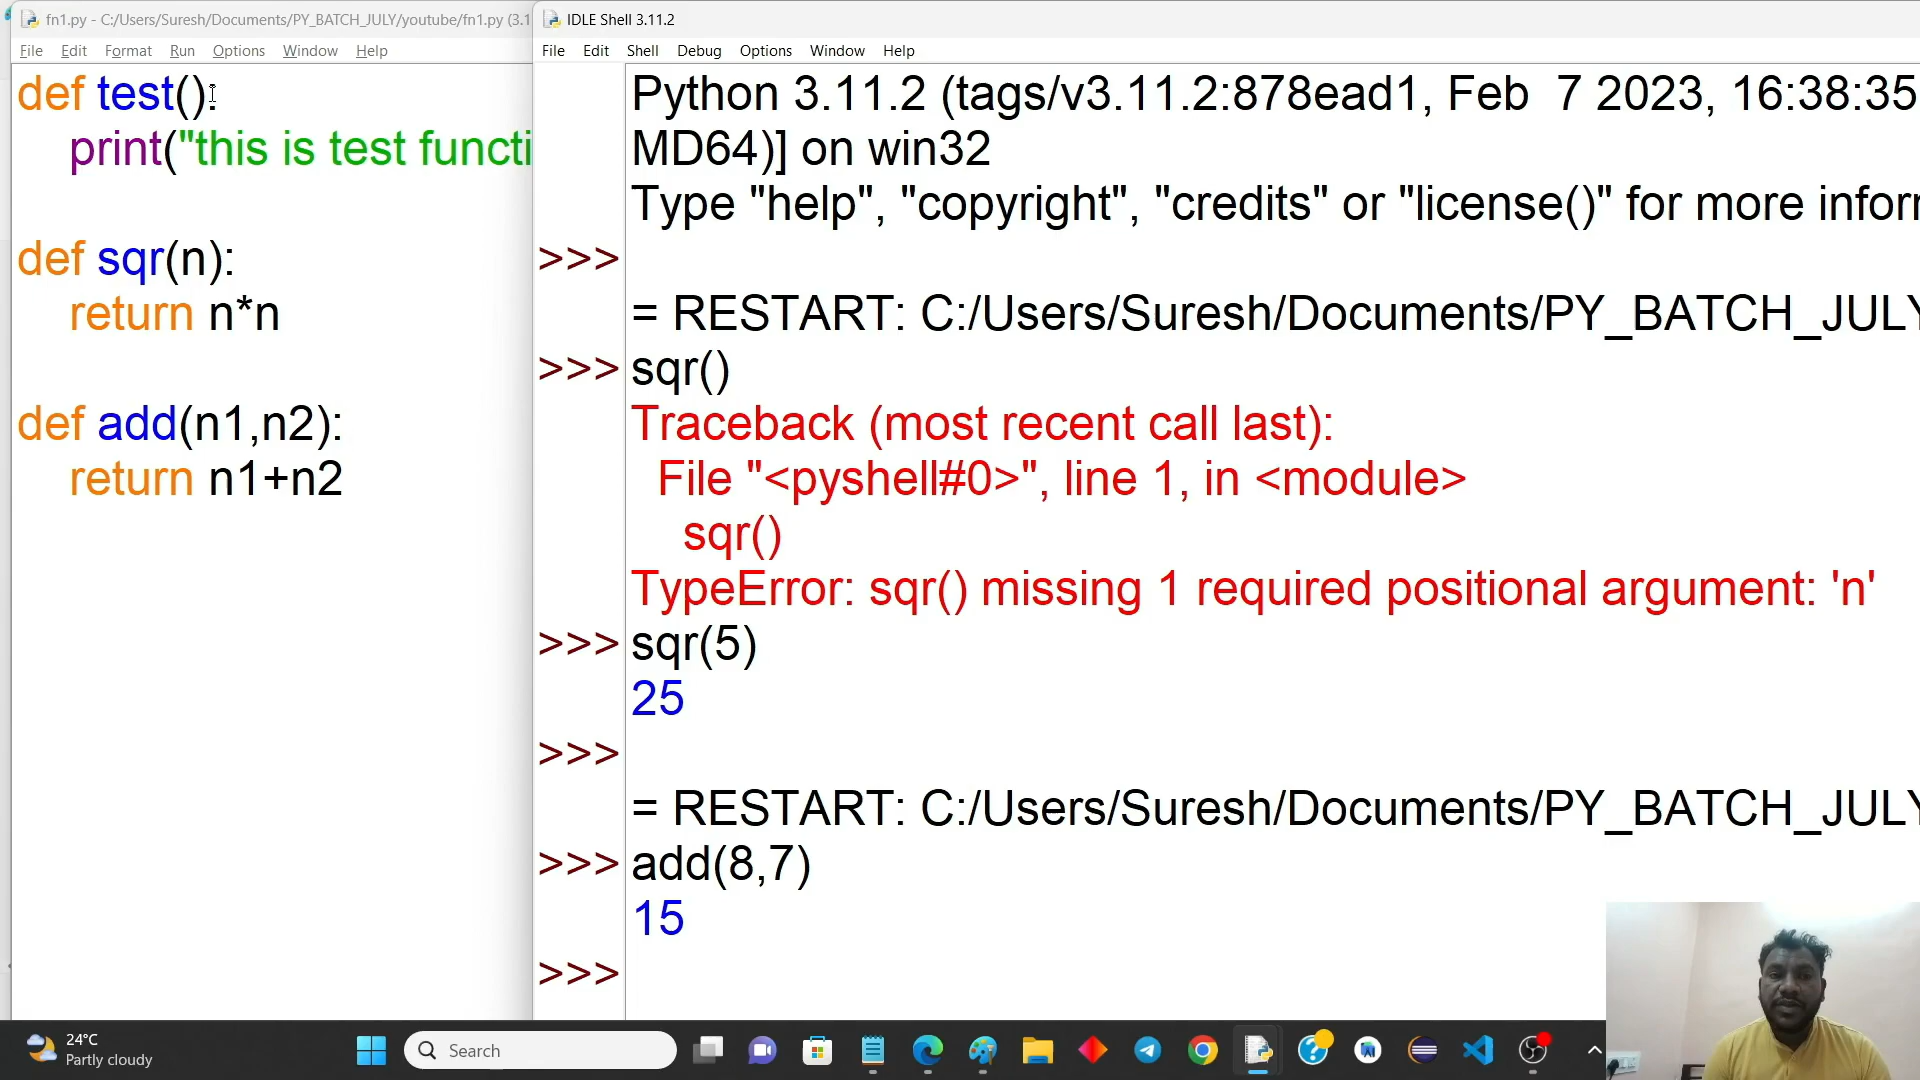 fn1.py - C:/Users/Suresh/Documents/PY_BATCH_JULY/youtube/fn1.py (3.1
File Edit Format Run Options Window Help
def test():
print("this is test functi
def sqr(n):
return n*n
def add(n1,n2):
return n1+n2
IDLE Shell 3.11.2
File Edit Shell Debug Options Window Help
Python 3.11.2 (tags/v3.11.2:878ead1, Feb 7 2023, 16:38:35
MD64)] on win32
Type "help", "copyright", "credits" or "license()" for more infor
>>>
= RESTART: C:/Users/Suresh/Documents/PY_BATCH_JULY
>>> sqr()
Traceback (most recent call last):
File "<pyshell#0>", line 1, in <module>
sqr()
TypeError: sqr() missing 1 required positional argument: 'n'
>>> sqr(5)
25
>>>
= RESTART: C:/Users/Suresh/Documents/PY_BATCH_JULY
>>> add(8,7)
15
>>>
24°C
Partly cloudy
Search